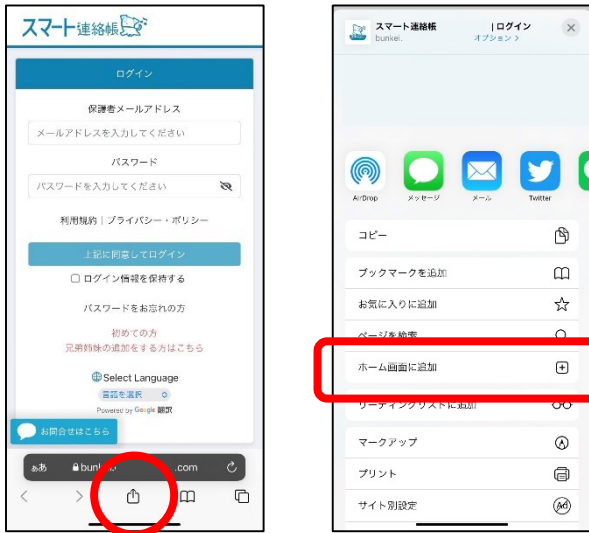 スマート連絡帳
ログイン
保護者メールアドレス
メールアドレスを入力してください
パスワード
パスワードを入力してください
利用規約｜プライバシー・ポリシー
上記に同意してログイン
ログイン情報を保持する
パスワードをお忘れの方
初めての方
兄弟姉妹の追加をする方はこちら
Select Language
言語を選択
Powered by Google 翻訳
お問合せはこちら
ああ bun .com
スマート連絡帳 | ログイン
bunkei. オプション >
AirDrop メッセージ メール Twitter
コピー
ブックマークを追加
お気に入りに追加
ページを検索
ホーム画面に追加
リーディングリストに追加
マークアップ
プリント
サイト別設定
Ad